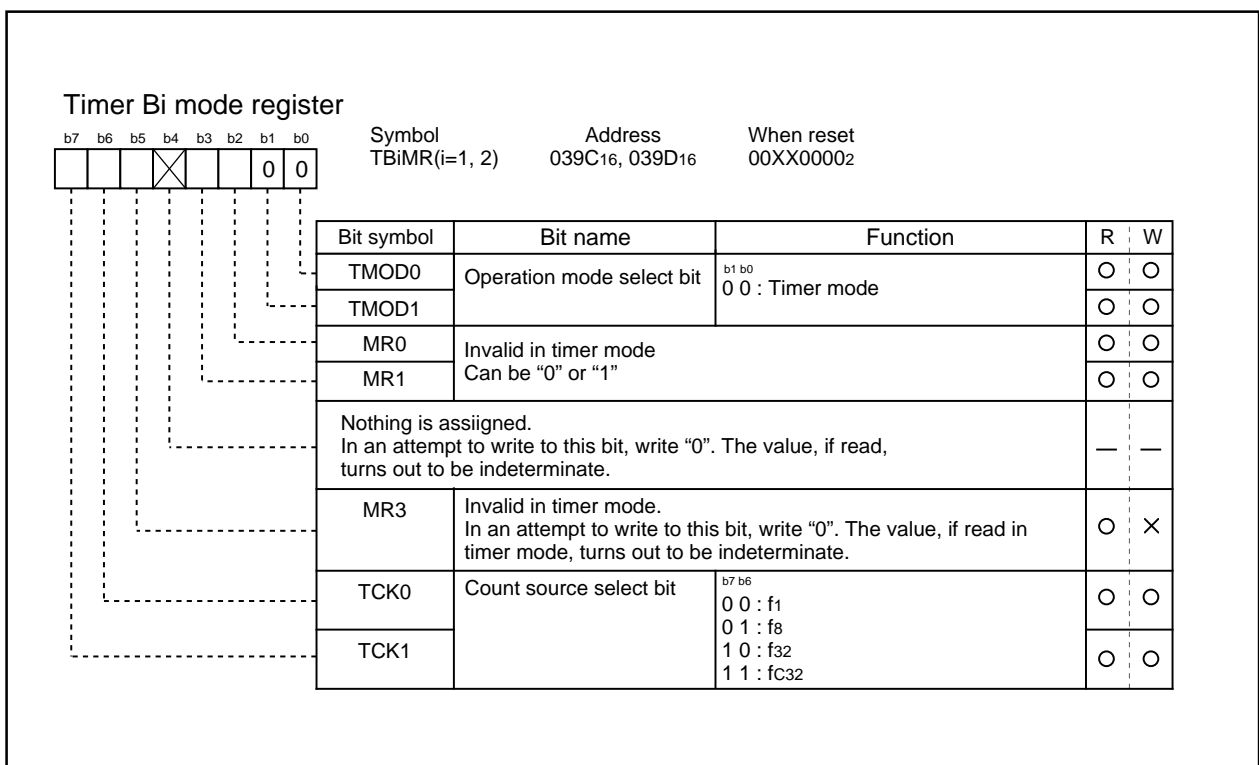 Timer Bi mode register
b7 b6 b5 b4 b3 b2 b1 b0
0 0
Symbol Address When reset
TBiMR(i=1, 2) 039C16, 039D16 00XX00002
Bit symbol Bit name Function R W
TMOD0 Operation mode select bit b1 b0
0 0 : Timer mode
TMOD1
MR0 Invalid in timer mode
MR1 Can be “0” or “1”
Nothing is assiigned.
In an attempt to write to this bit, write “0”. The value, if read,
turns out to be indeterminate.
— —
MR3 Invalid in timer mode.
In an attempt to write to this bit, write “0”. The value, if read in
timer mode, turns out to be indeterminate.
TCK0 Count source select bit b7 b6
0 0 : f1
0 1 : f8
TCK1 1 0 : f32
1 1 : fC32